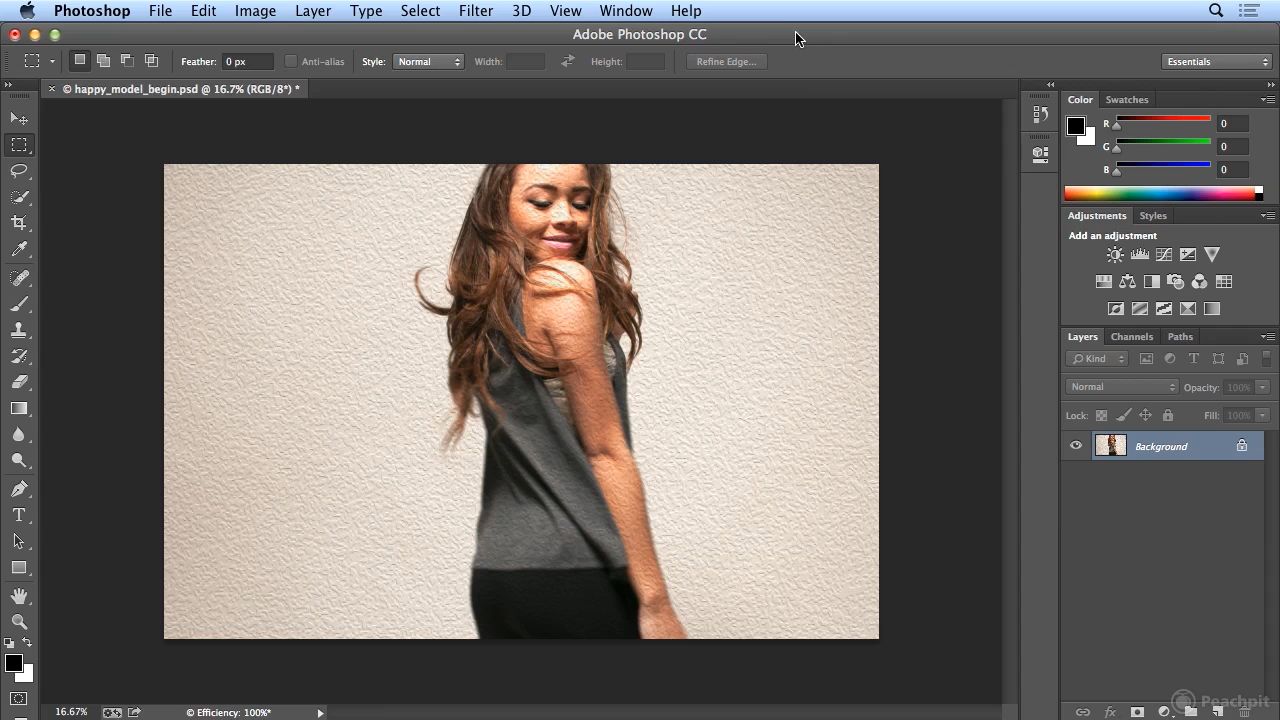 Photoshop File Edit Image Layer Type Select Filter 3D View Window Help
Adobe Photoshop CC
Feather: 0 px Anti-alias Style: Normal Width: Height: Refine Edge... Essentials
© happy_model_begin.psd @ 16.7% (RGB/8*) *
Color Swatches
R 0
G 0
B 0
Adjustments Styles
Add an adjustment
Layers Channels Paths
Kind
Normal Opacity: 100%
Lock: Fill: 100%
Background
16.67% © Efficiency: 100%*
Peachpit